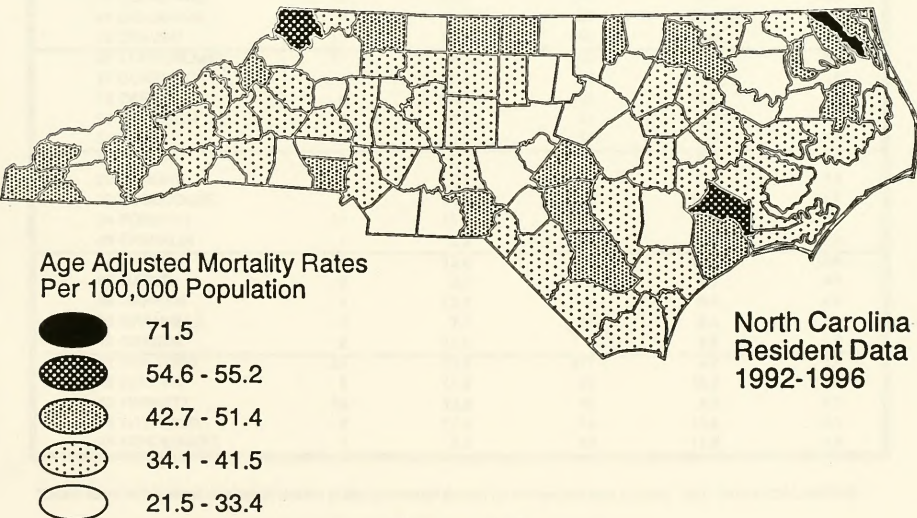 Age Adjusted Mortality Rates
Per 100,000 Population
71.5
54.6 - 55.2
42.7 - 51.4
34.1 - 41.5
21.5 - 33.4
North Carolina
Resident Data
1992-1996